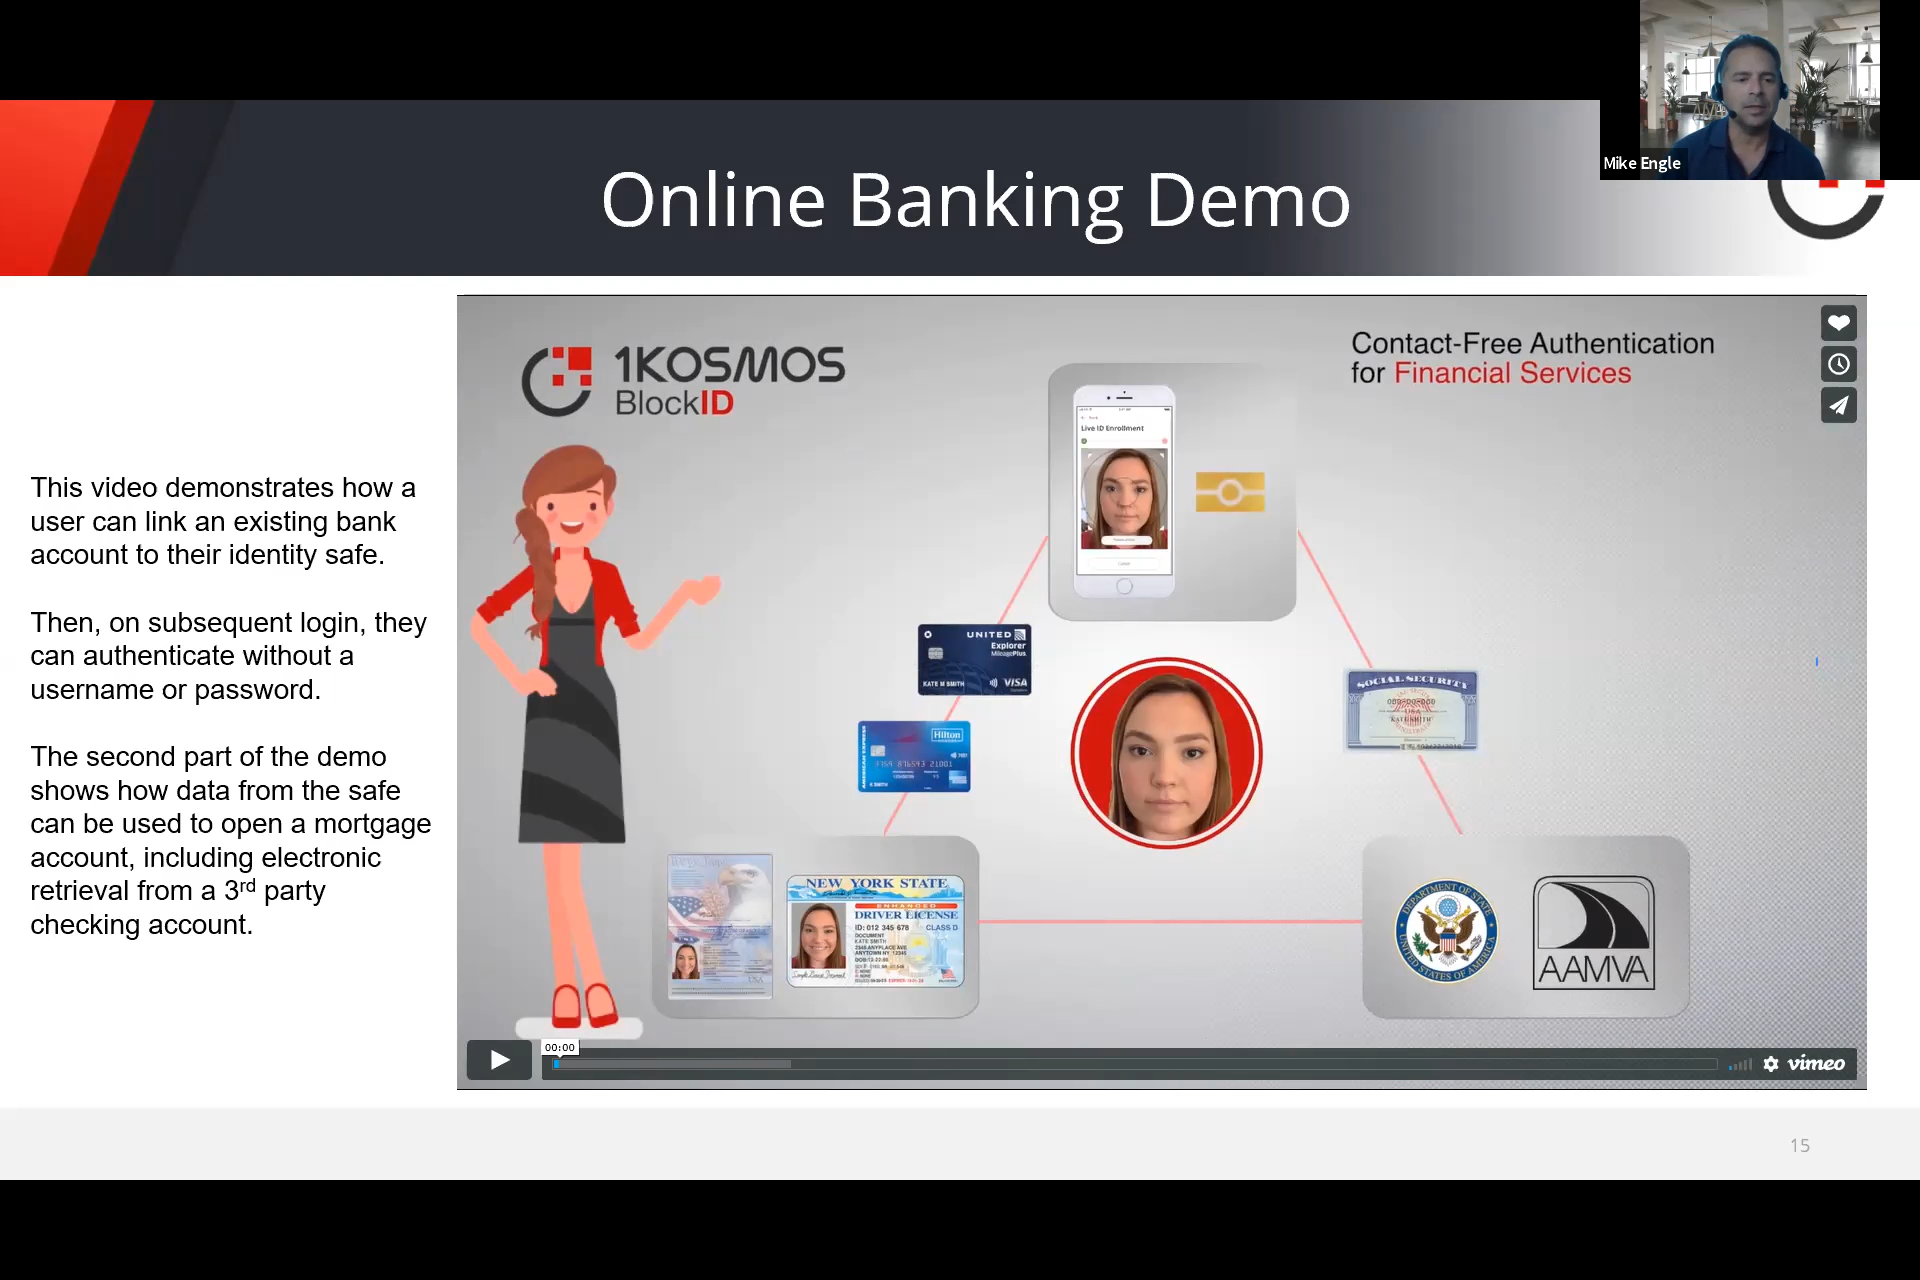 Mike Engle
Online Banking Demo
This video demonstrates how a
user can link an existing bank
account to their identity safe.
Then, on subsequent login, they
can authenticate without a
username or password.
The second part of the demo
shows how data from the safe
can be used to open a mortgage
account, including electronic
retrieval from a 3rd party
checking account.
1KOSMOS
BlockID
Contact-Free Authentication
for Financial Services
Live ID Enrollment
UNITED
Explorer
MileagePlus
KATE M SMITH
VISA
Hilton
AMERICAN EXPRESS
3759 876543 21001
K SMITH
SOCIAL SECURITY
KATE SMITH
NEW YORK STATE
ENHANCED
DRIVER LICENSE
ID: 012 345 678 CLASS D
DOCUMENT
KATE SMITH
2345 ANYPLACE AVE
ANYTOWN NY 12345
USA
DEPARTMENT OF STATE
UNITED STATES OF AMERICA
AAMVA
00:00
vimeo
15